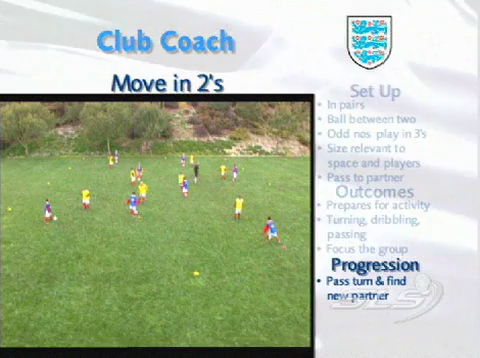 Club Coach
Move in 2's
Set Up
• In pairs
• Ball between two
• Odd nos play in 3's
• Size relevant to
space and players
• Pass to partner
Outcomes
• Prepares for activity
• Turning, dribbling,
passing
• Focus the group
Progression
• Pass turn & find
new partner
SLS